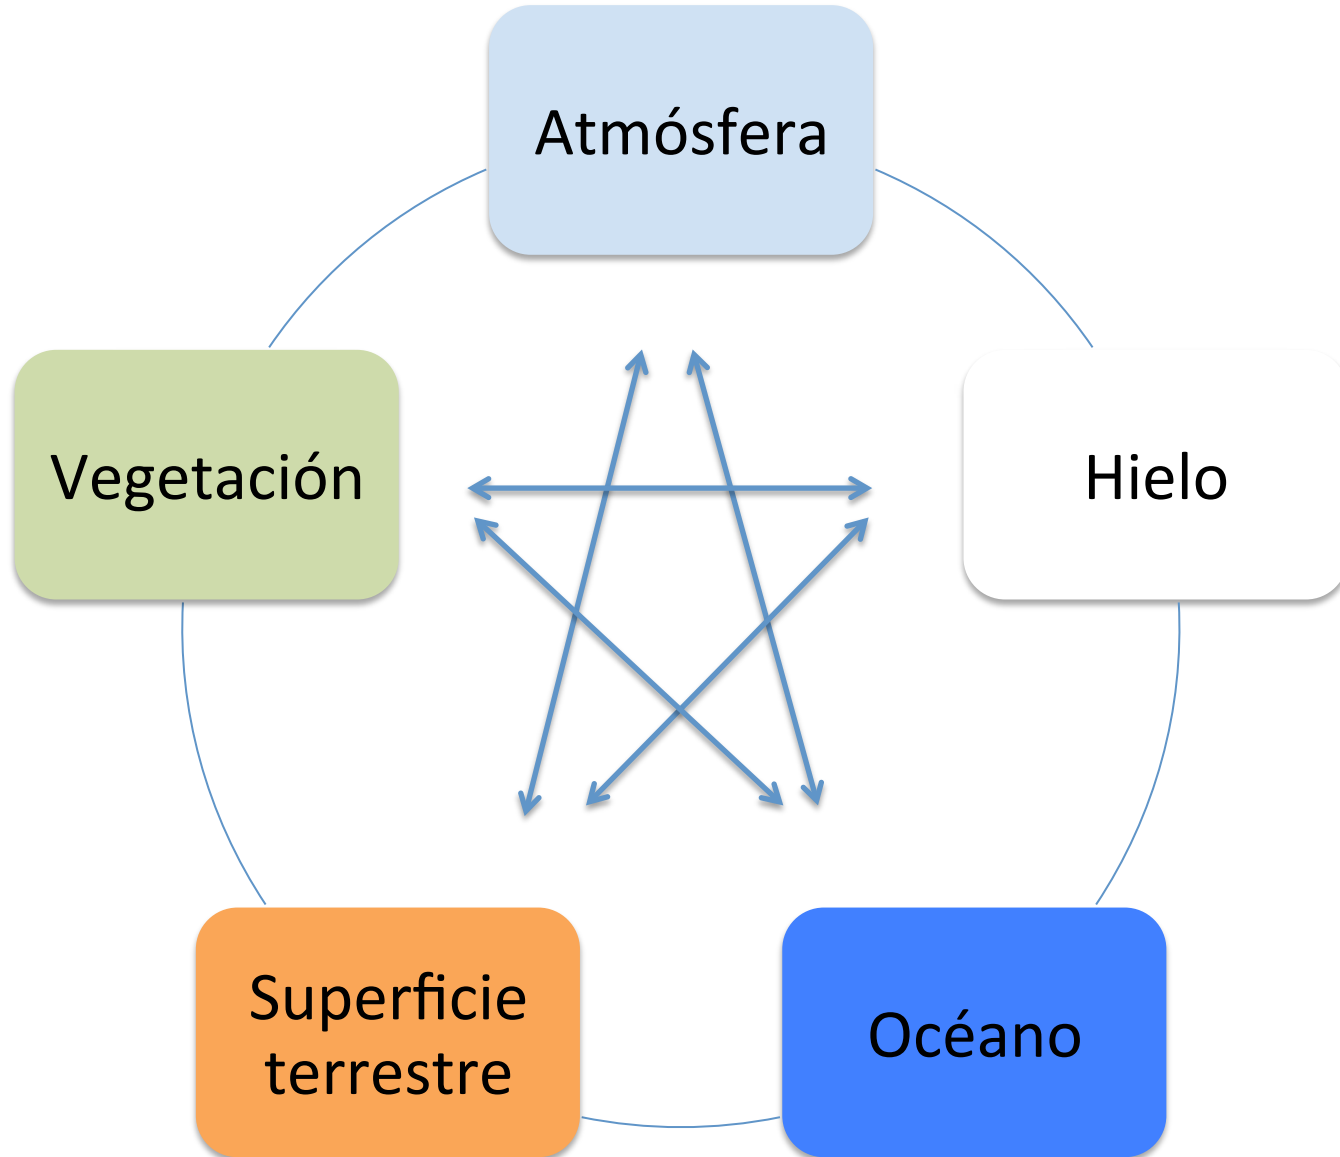 Atmósfera
Vegetación
Hielo
Superficie
terrestre
Océano